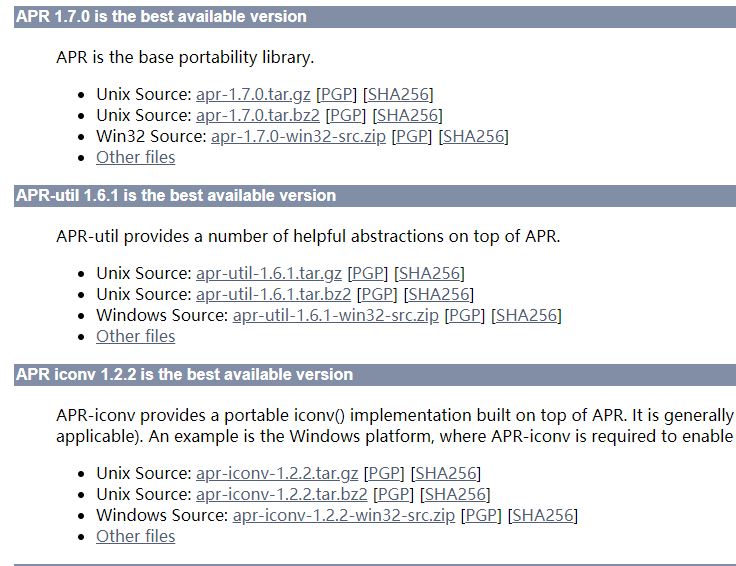 APR 1.7.0 is the best available version
APR is the base portability library.
• Unix Source: apr-1.7.0.tar.gz [PGP] [SHA256]
• Unix Source: apr-1.7.0.tar.bz2 [PGP] [SHA256]
• Win32 Source: apr-1.7.0-win32-src.zip [PGP] [SHA256]
• Other files
APR-util 1.6.1 is the best available version
APR-util provides a number of helpful abstractions on top of APR.
• Unix Source: apr-util-1.6.1.tar.gz [PGP] [SHA256]
• Unix Source: apr-util-1.6.1.tar.bz2 [PGP] [SHA256]
• Windows Source: apr-util-1.6.1-win32-src.zip [PGP] [SHA256]
• Other files
APR iconv 1.2.2 is the best available version
APR-iconv provides a portable iconv() implementation built on top of APR. It is generally
applicable). An example is the Windows platform, where APR-iconv is required to enable
• Unix Source: apr-iconv-1.2.2.tar.gz [PGP] [SHA256]
• Unix Source: apr-iconv-1.2.2.tar.bz2 [PGP] [SHA256]
• Windows Source: apr-iconv-1.2.2-win32-src.zip [PGP] [SHA256]
• Other files